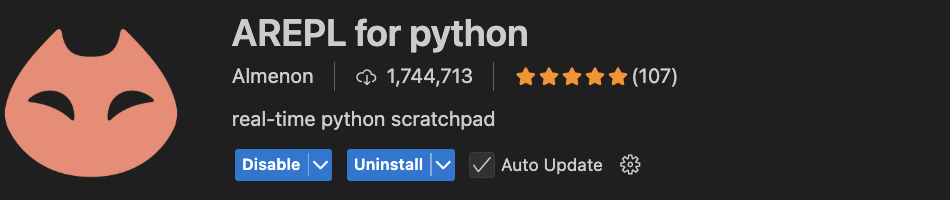 AREPL for python
Almenon 1,744,713 (107)
real-time python scratchpad
Disable Uninstall Auto Update